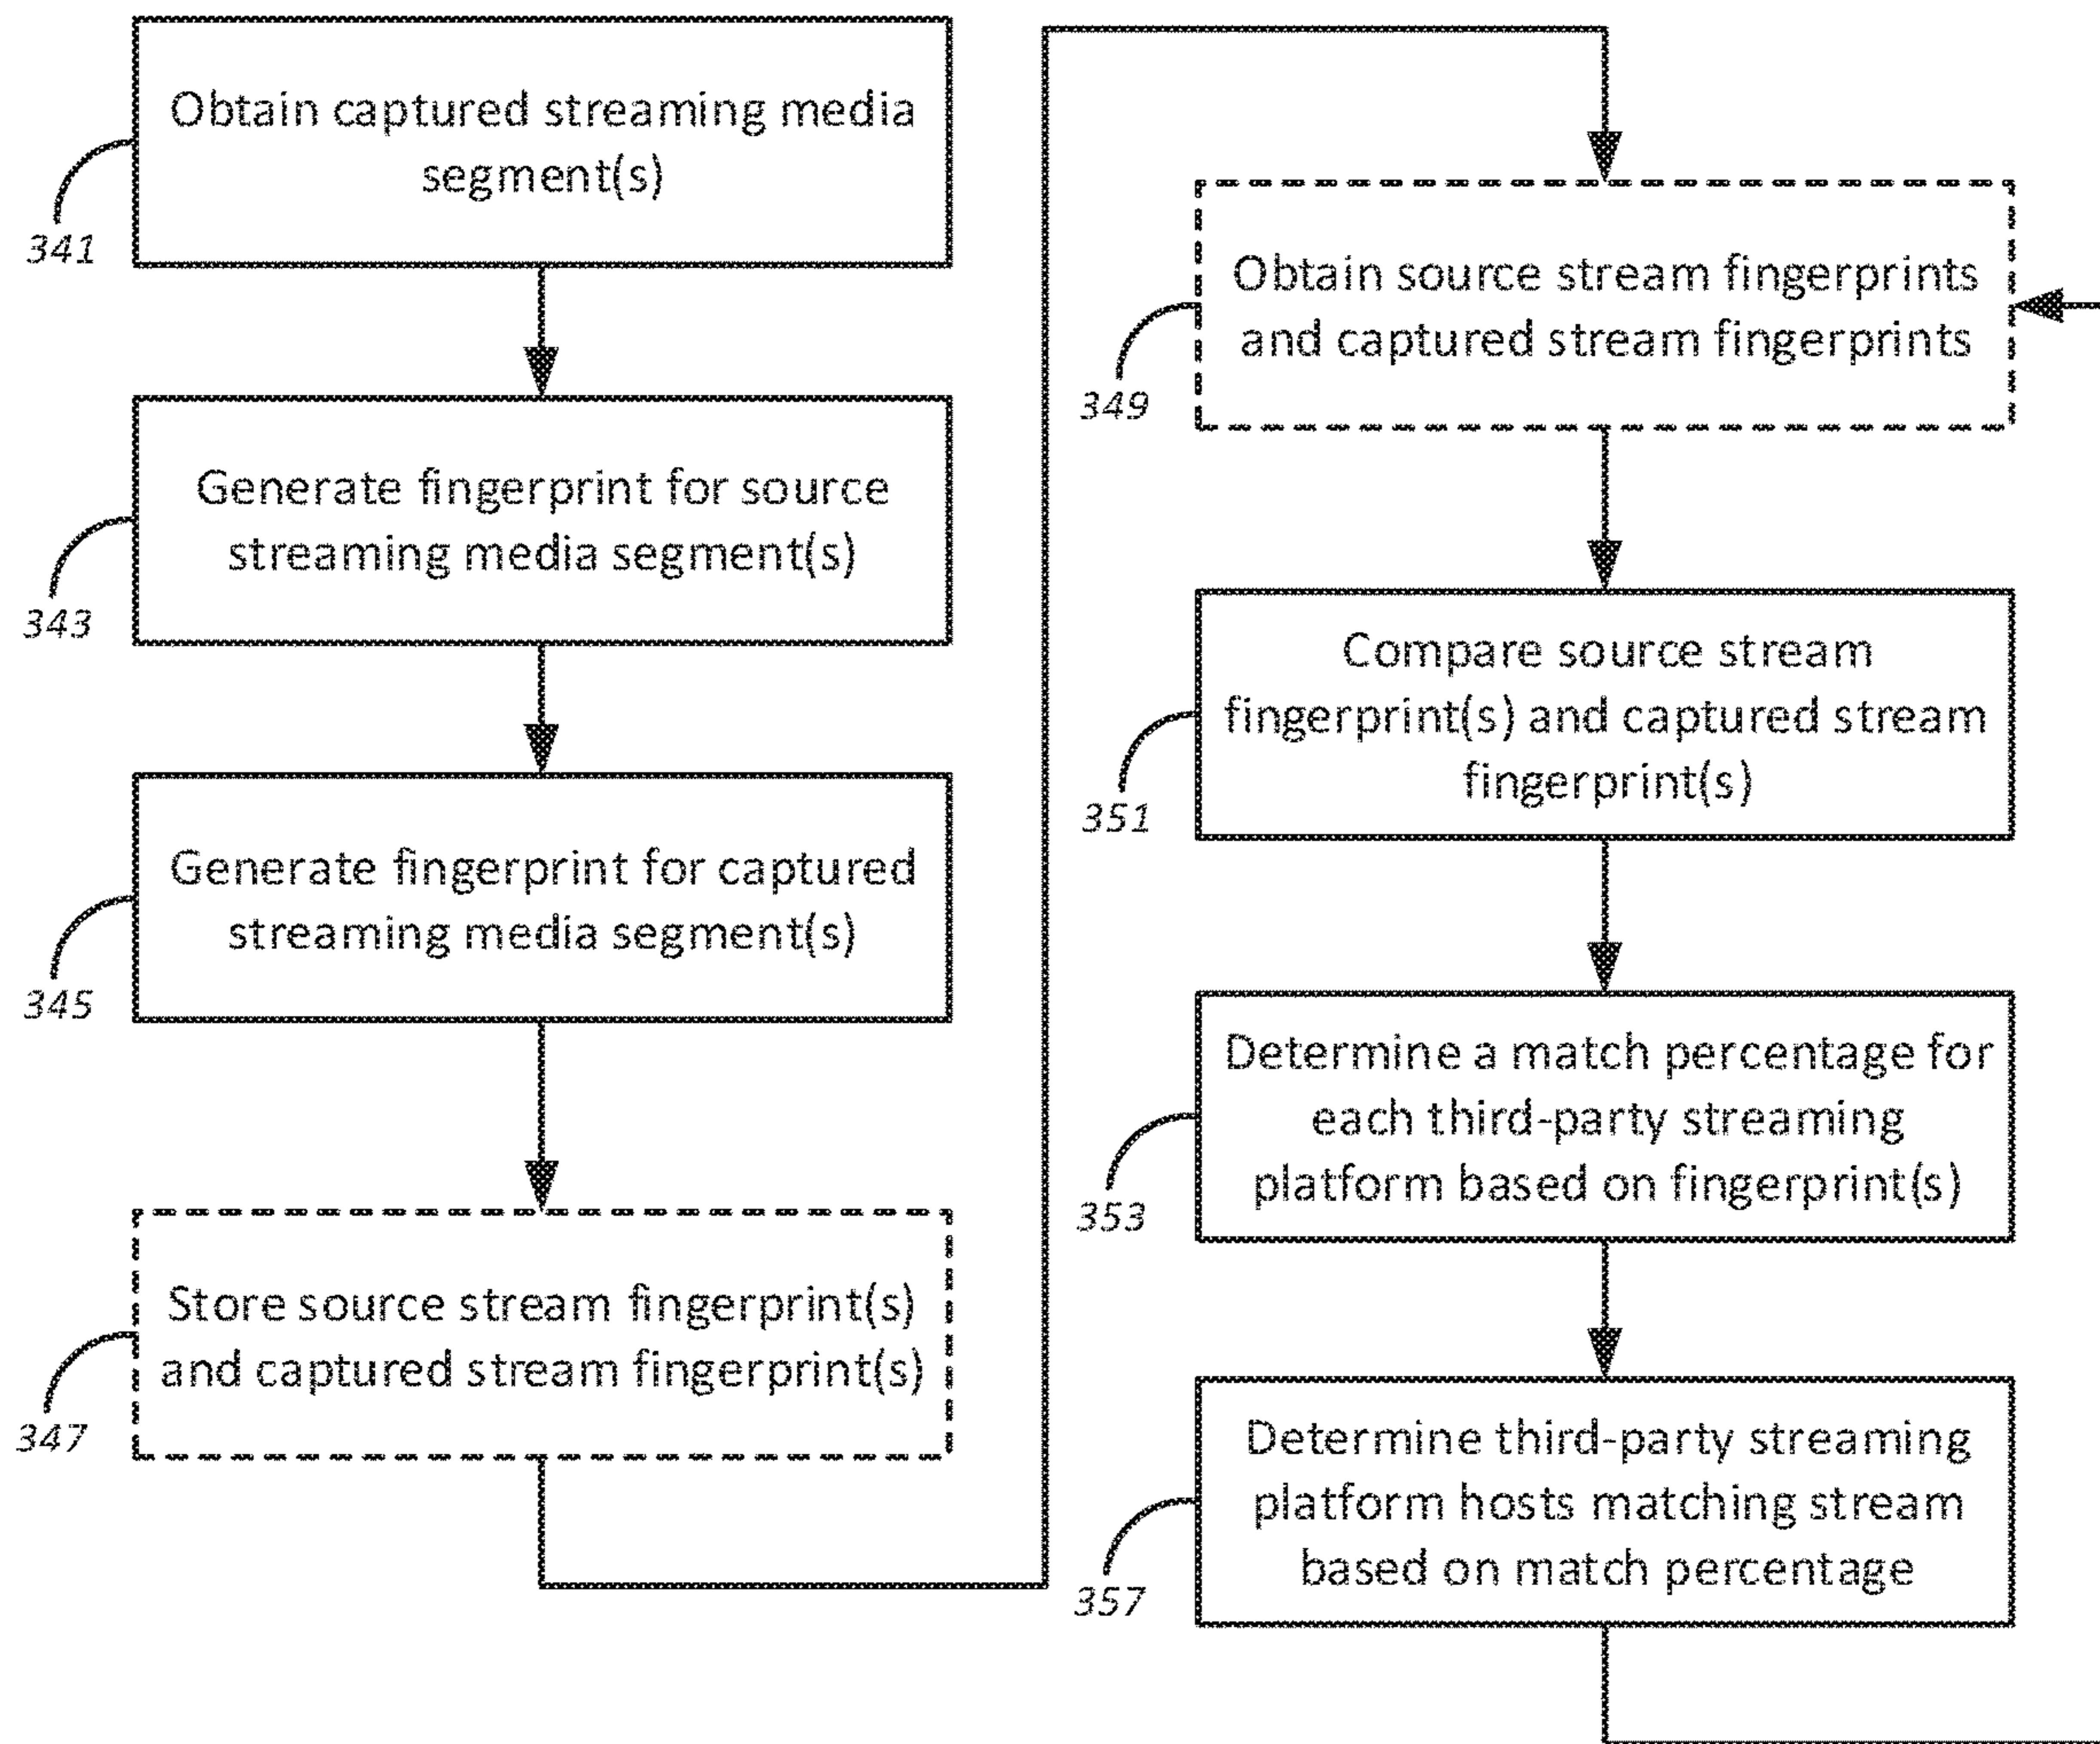 Obtain captured streaming media
segment(s)
341
Generate fingerprint for source
streaming media segment(s)
343
Generate fingerprint for captured
streaming media segment(s)
345
Store source stream fingerprint(s)
and captured stream fingerprint(s)
347
Obtain source stream fingerprints
and captured stream fingerprints
349
Compare source stream
fingerprint(s) and captured stream
fingerprint(s)
351
Determine a match percentage for
each third-party streaming
platform based on fingerprint(s)
353
Determine third-party streaming
platform hosts matching stream
based on match percentage
357